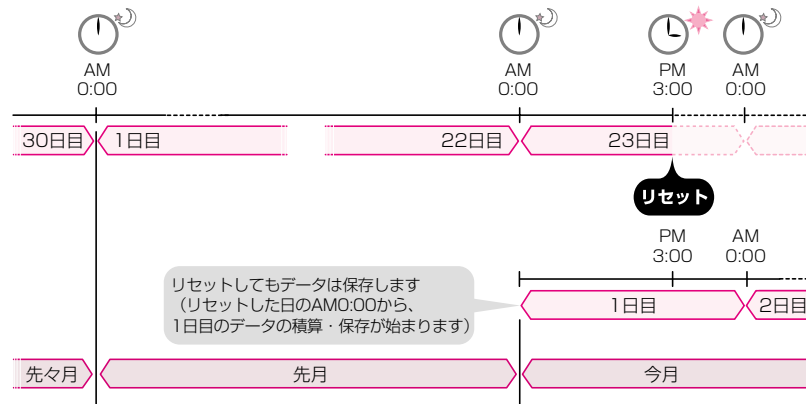 AM
0:00
AM
0:00
PM
3:00
AM
0:00
30日目
1日目
22日目
23日目
リセット
PM
3:00
AM
0:00
リセットしてもデータは保存します
（リセットした日のAM0:00から、
1日目のデータの積算・保存が始まります）
1日目
2日目
先々月
先月
今月